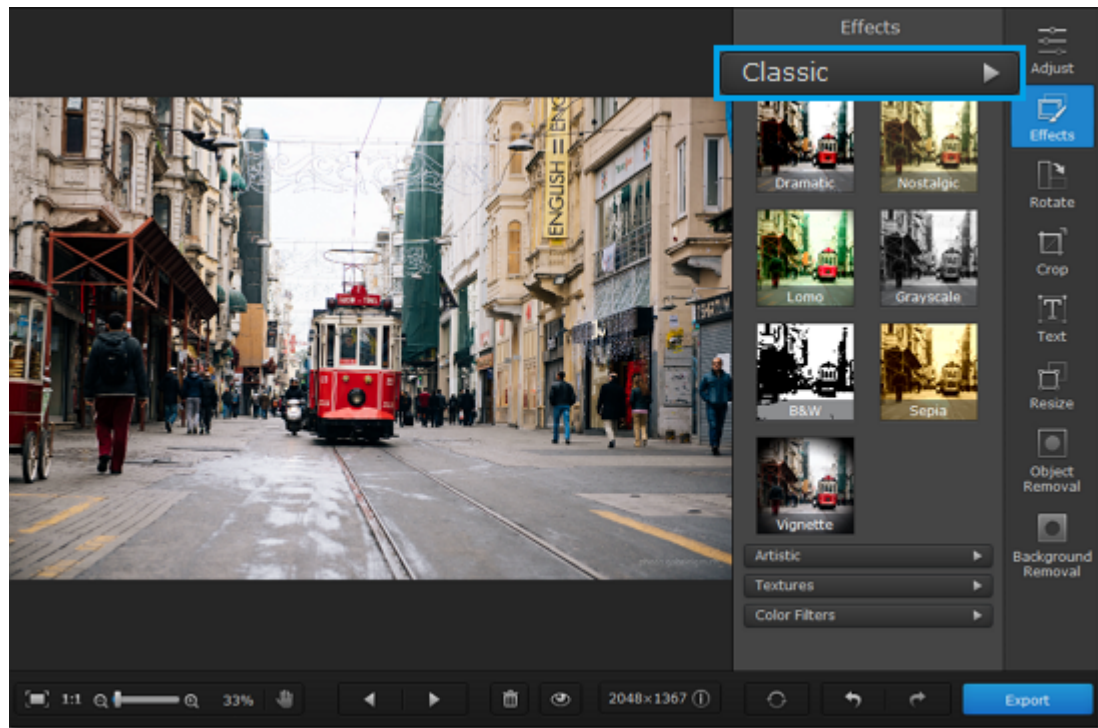 Effects
Classic
Dramatic
Nostalgic
Lomo
Grayscale
B&W
Sepia
Vignette
Artistic
Textures
Color Filters
Adjust
Effects
Rotate
Crop
Text
Resize
Object
Removal
Background
Removal
ENGLISH
ENG
1:1
33%
2048×1367
Export